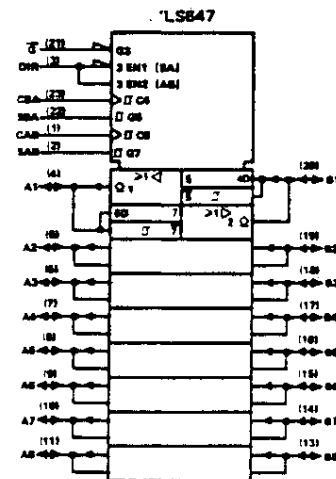 'LS647
G (21) G3
DIR (3) 3 EN1 [BA]
3 EN2 [AB]
CBA (23) C4
SBA (22) G5
CAB (1) C6
SAB (2) G7
A1 (4) ≥1 1 5 4D (20) B1
5
6D 7 ≥1 2
7
A2 (5) (19) B2
A3 (6) (18) B3
A4 (7) (17) B4
A5 (8) (16) B5
A6 (9) (15) B6
A7 (10) (14) B7
A8 (11) (13) B8